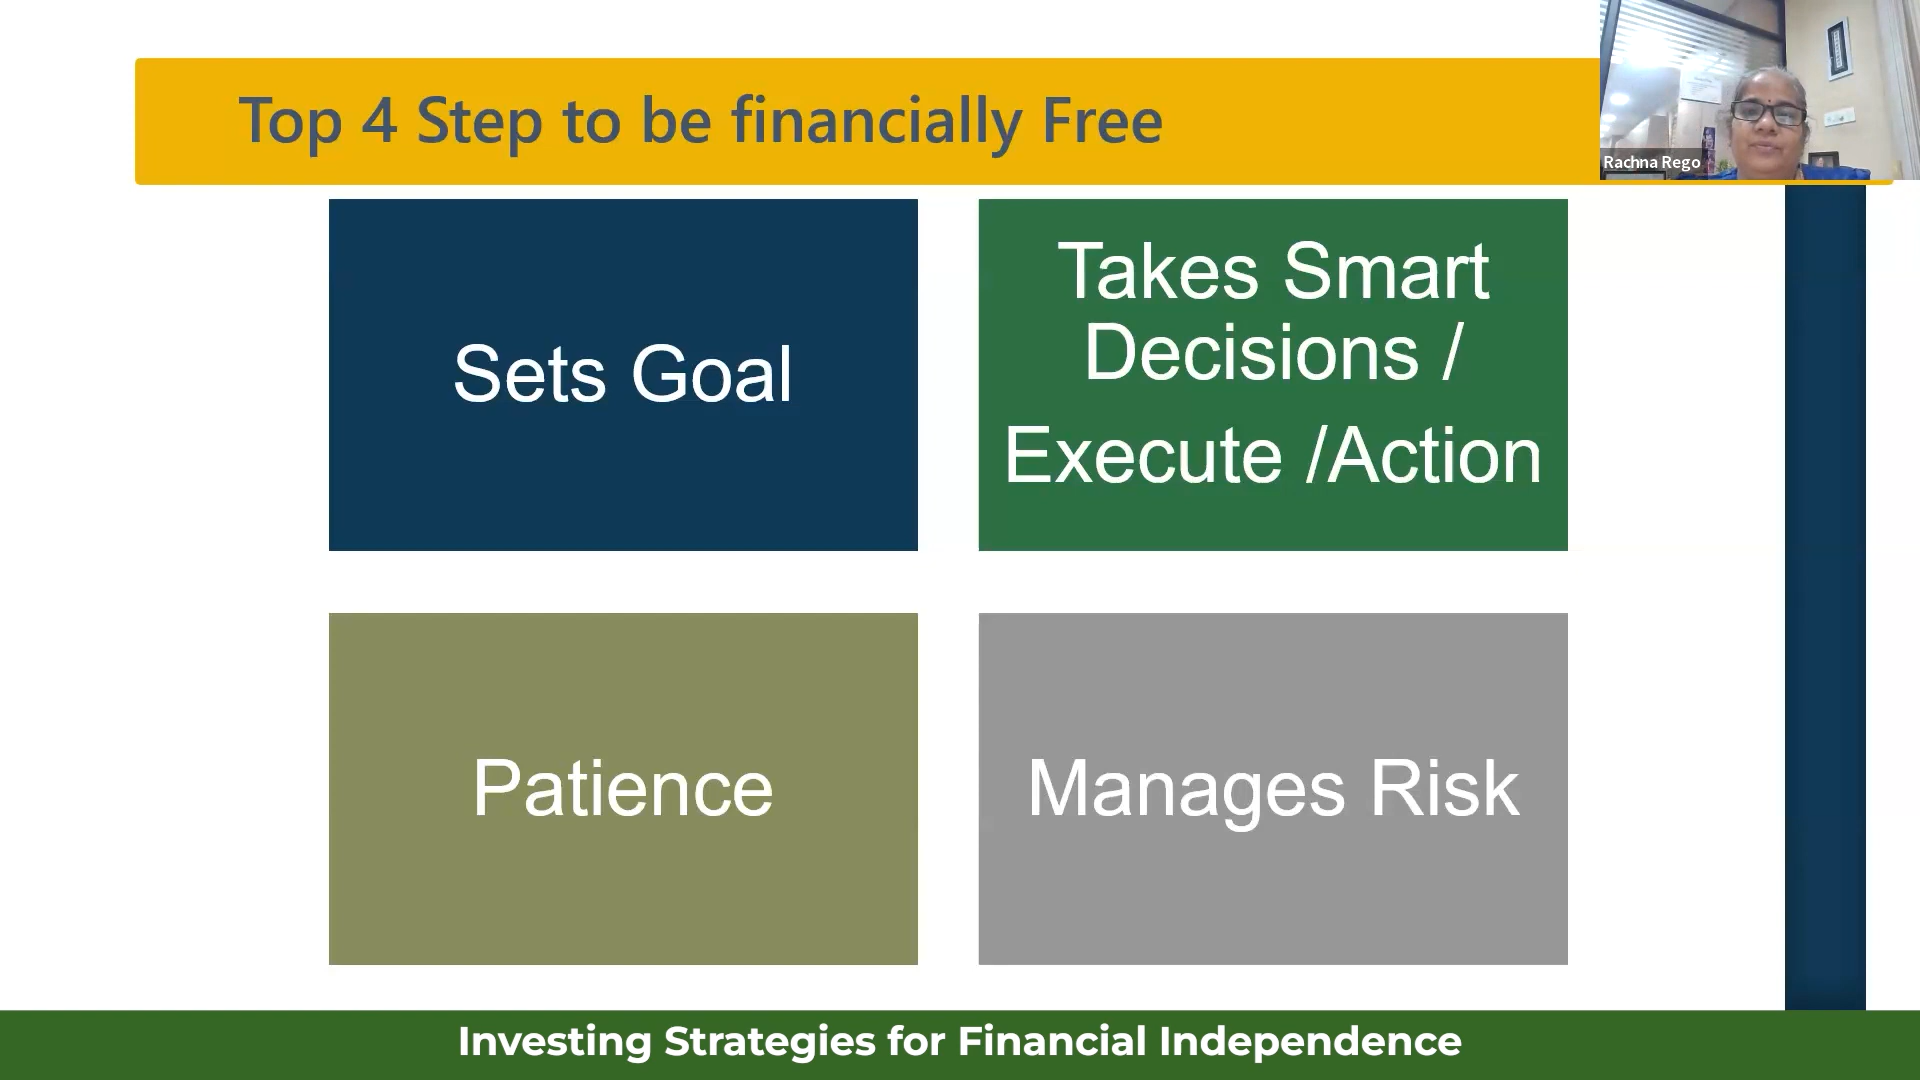 Top 4 Step to be financially Free
Rachna Rego
Sets Goal
Takes Smart
Decisions /
Execute /Action
Patience
Manages Risk
Investing Strategies for Financial Independence